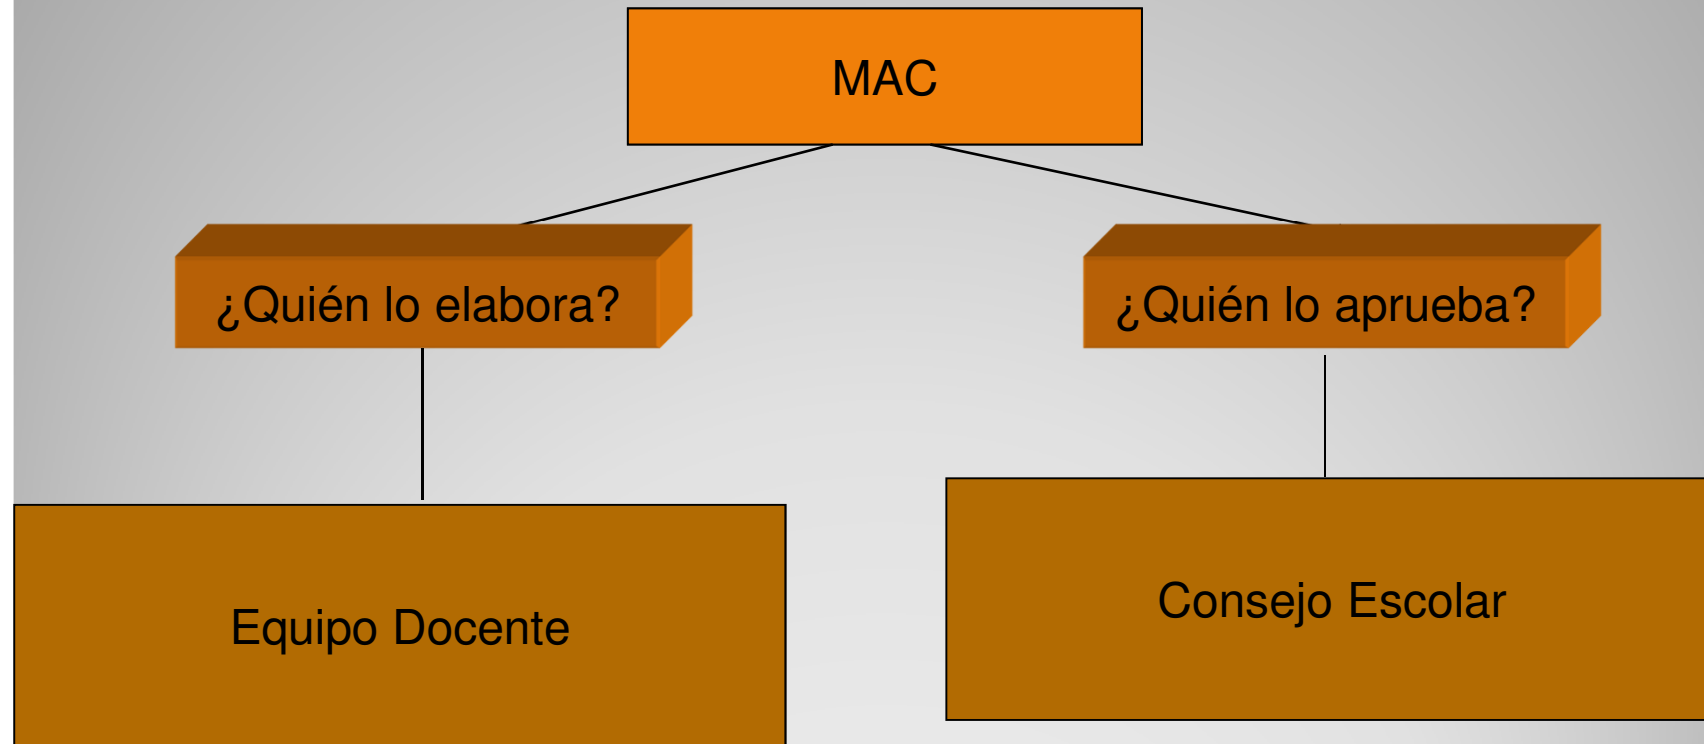 MAC
¿Quién lo elabora?
¿Quién lo aprueba?
Equipo Docente
Consejo Escolar